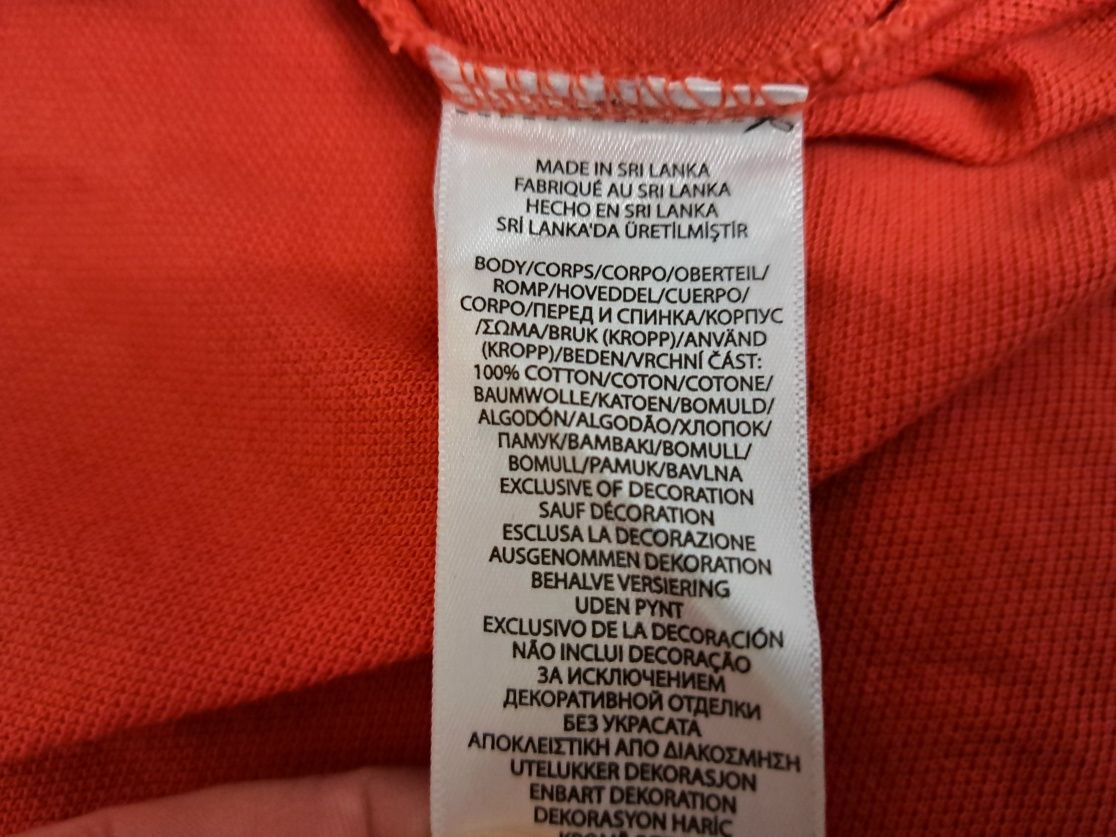 MADE IN SRI LANKA
FABRIQUÉ AU SRI LANKA
HECHO EN SRI LANKA
SRİ LANKA'DA ÜRETİLMİŞTİR
BODY/CORPS/CORPO/OBERTEIL/
ROMP/HOVEDDEL/CUERPO/
CORPO/ПЕРЕД И СПИНКА/КОРПУС
/ΣΩΜΑ/BRUK (KROPP)/ANVÄND
(KROPP)/BEDEN/VRCHNÍ ČÁST:
100% COTTON/COTON/COTONE/
BAUMWOLLE/KATOEN/BOMULD/
ALGODÓN/ALGODÃO/ХЛОПОК/
ПАМУК/BAMBAKI/BOMULL/
BOMULL/PAMUK/BAVLNA
EXCLUSIVE OF DECORATION
SAUF DÉCORATION
ESCLUSA LA DECORAZIONE
AUSGENOMMEN DEKORATION
BEHALVE VERSIERING
UDEN PYNT
EXCLUSIVO DE LA DECORACIÓN
NÃO INCLUI DECORAÇÃO
ЗА ИСКЛЮЧЕНИЕМ
ДЕКОРАТИВНОЙ ОТДЕЛКИ
БЕЗ УКРАСАТА
ΑΠΟΚΛΕΙΣΤΙΚΗ ΑΠΟ ΔΙΑΚΟΣΜΗΣΗ
UTELUKKER DEKORASJON
ENBART DEKORATION
DEKORASYON HARİÇ